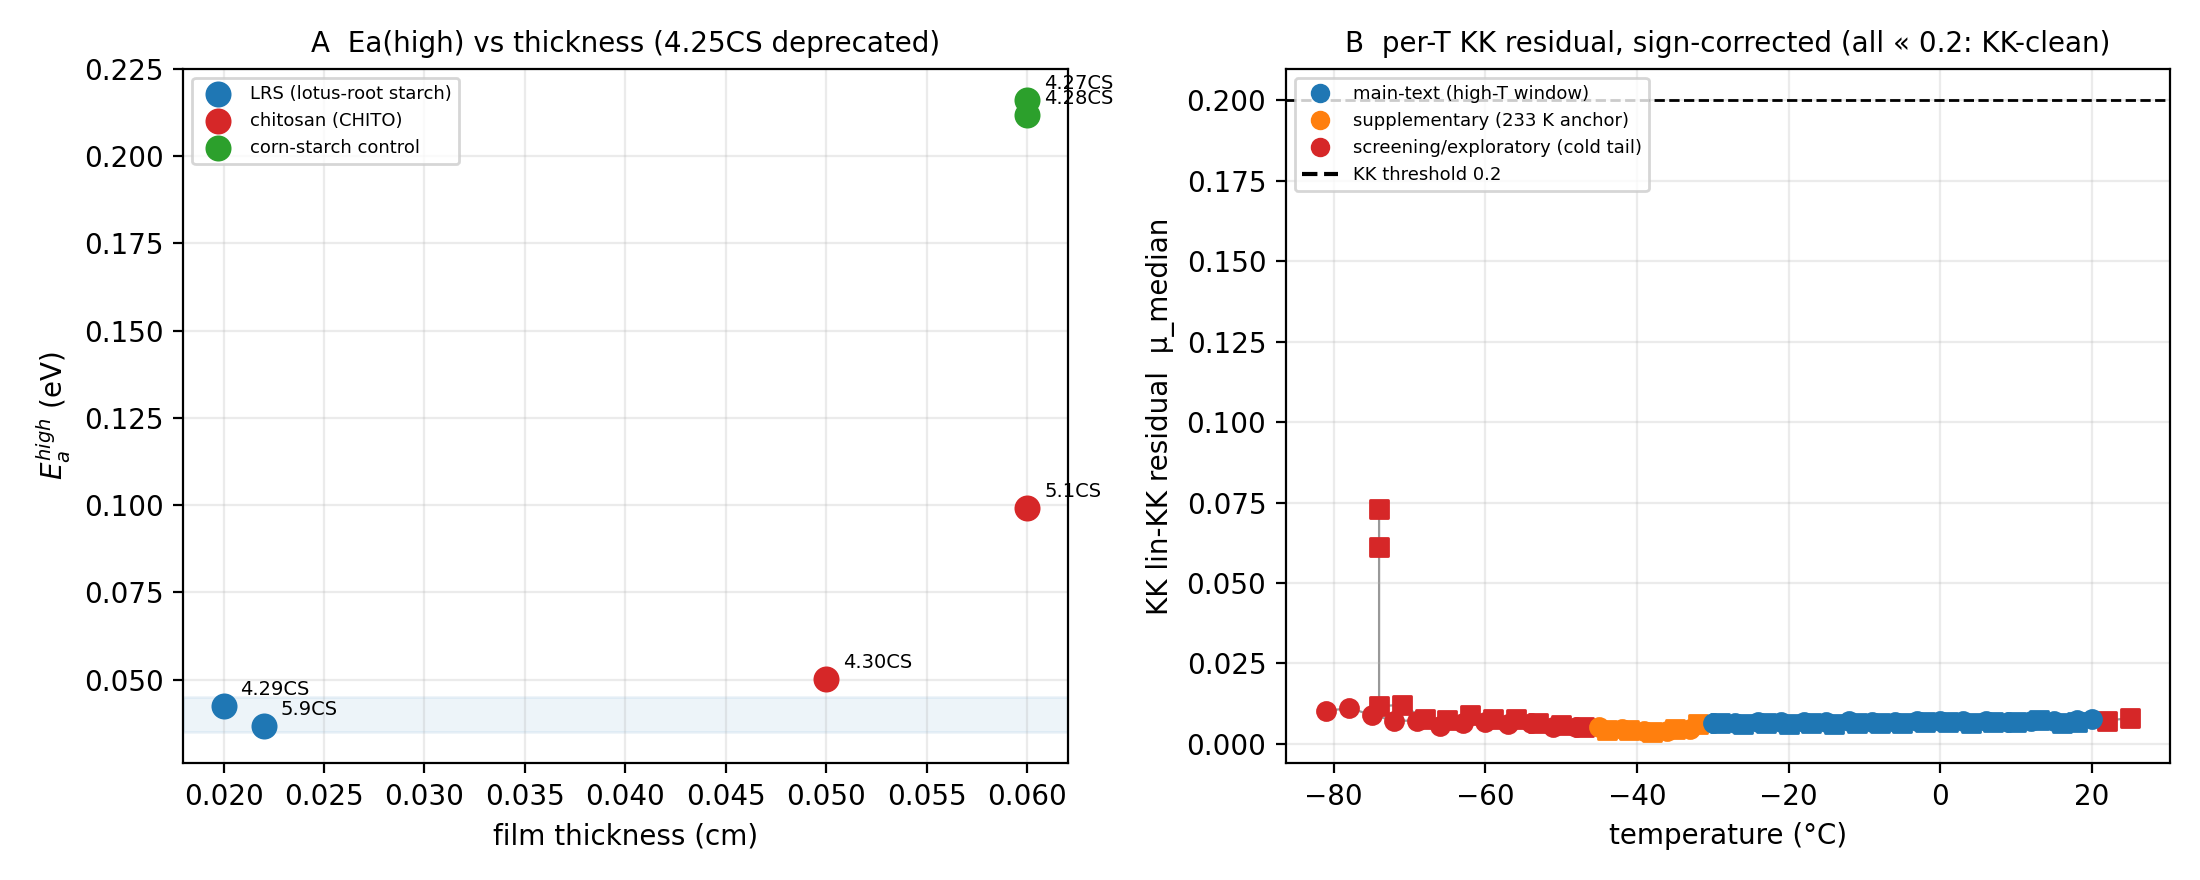 A  Ea(high) vs thickness (4.25CS deprecated)
LRS (lotus-root starch)
chitosan (CHITO)
corn-starch control
4.27CS
4.28CS
5.1CS
4.30CS
4.29CS
5.9CS
0.225
0.200
0.175
0.150
0.125
0.100
0.075
0.050
E_a^{high} (eV)
0.020 0.025 0.030 0.035 0.040 0.045 0.050 0.055 0.060
film thickness (cm)
B  per-T KK residual, sign-corrected (all « 0.2: KK-clean)
main-text (high-T window)
supplementary (233 K anchor)
screening/exploratory (cold tail)
KK threshold 0.2
0.200
0.175
0.150
0.125
0.100
0.075
0.050
0.025
0.000
KK lin-KK residual  μ_median
−80 −60 −40 −20 0 20
temperature (°C)